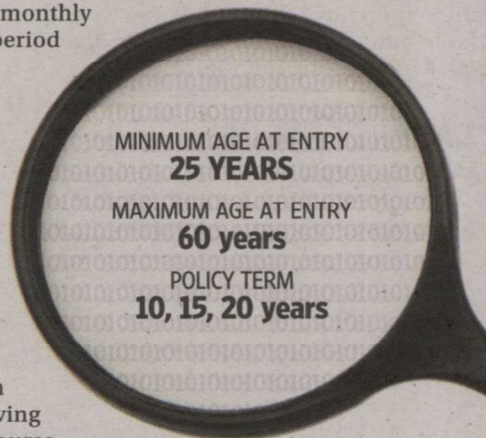 monthly
period
MINIMUM AGE AT ENTRY
25 YEARS
MAXIMUM AGE AT ENTRY
60 years
POLICY TERM
10, 15, 20 years